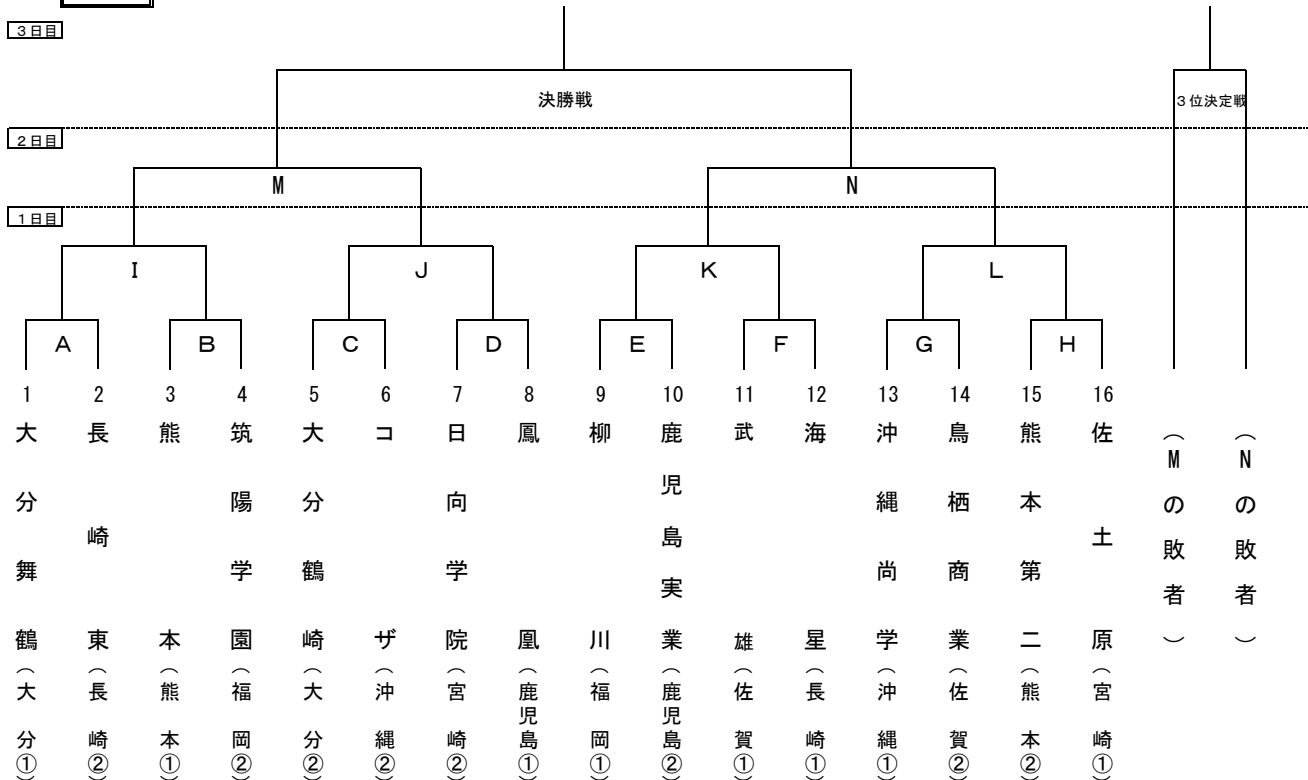 3日目
決勝戦
3位決定戦
2日目
M
N
1日目
I
J
K
L
A
B
C
D
E
F
G
H
1
2
3
4
5
6
7
8
9
10
11
12
13
14
15
16
大分舞鶴(大分①)
長崎東(長崎②)
熊本(熊本①)
筑陽学園(福岡②)
大分鶴崎(大分②)
コザ(沖縄②)
日向学院(宮崎②)
鳳凰(鹿児島①)
柳川(福岡①)
鹿児島実業(鹿児島②)
武雄(佐賀①)
海星(長崎①)
沖縄尚学(沖縄①)
鳥栖商業(佐賀②)
熊本第二(熊本②)
佐土原(宮崎①)
(Mの敗者)
(Nの敗者)